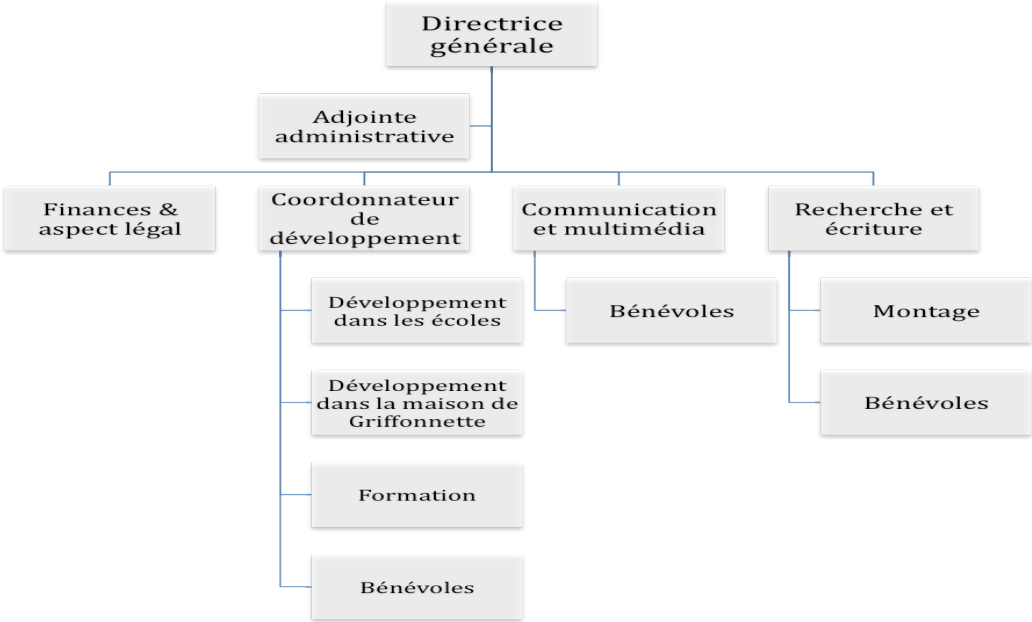 Directrice
générale
Adjointe
administrative
Finances &
aspect légal
Coordonnateur
de
développement
Communication
et multimédia
Recherche et
écriture
Développement
dans les écoles
Développement
dans la maison de
Griffonnette
Formation
Bénévoles
Bénévoles
Montage
Bénévoles